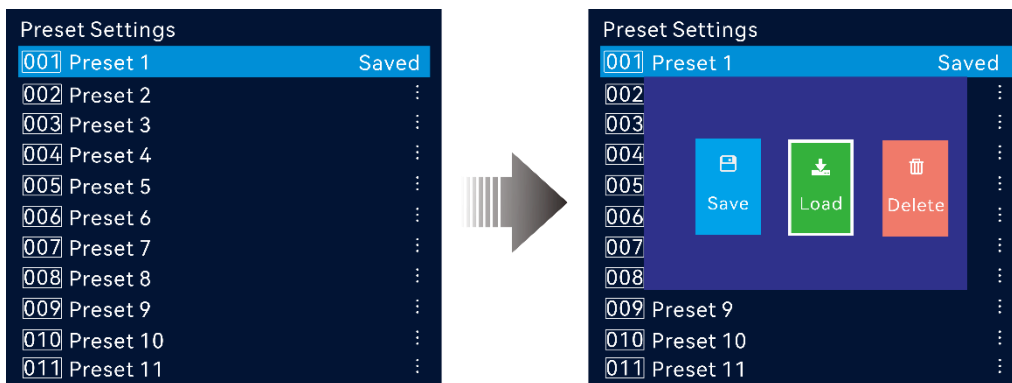 Preset Settings
001 Preset 1 Saved
002 Preset 2
003 Preset 3
004 Preset 4
005 Preset 5
006 Preset 6
007 Preset 7
008 Preset 8
009 Preset 9
010 Preset 10
011 Preset 11
Preset Settings
001 Preset 1 Saved
002
003
004
005
006
007
008
Save Load Delete
009 Preset 9
010 Preset 10
011 Preset 11